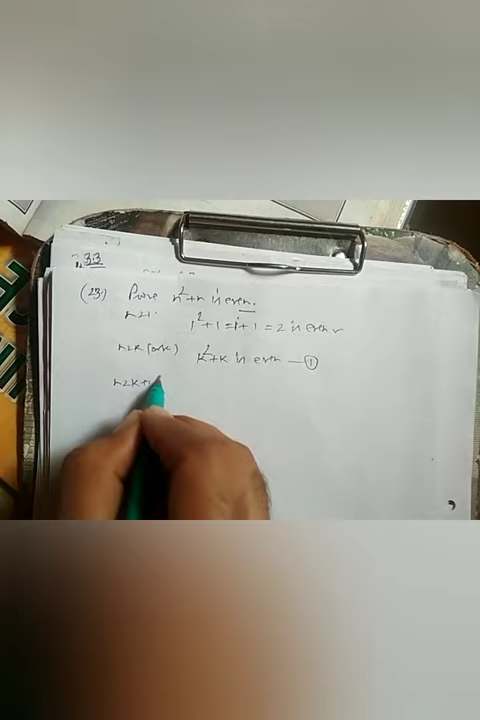 33
(23.) Prove n²+n is even.
n=1:
1²+1=1+1=2 is even
n=k (ask) k²+k is even —①
n=k+1